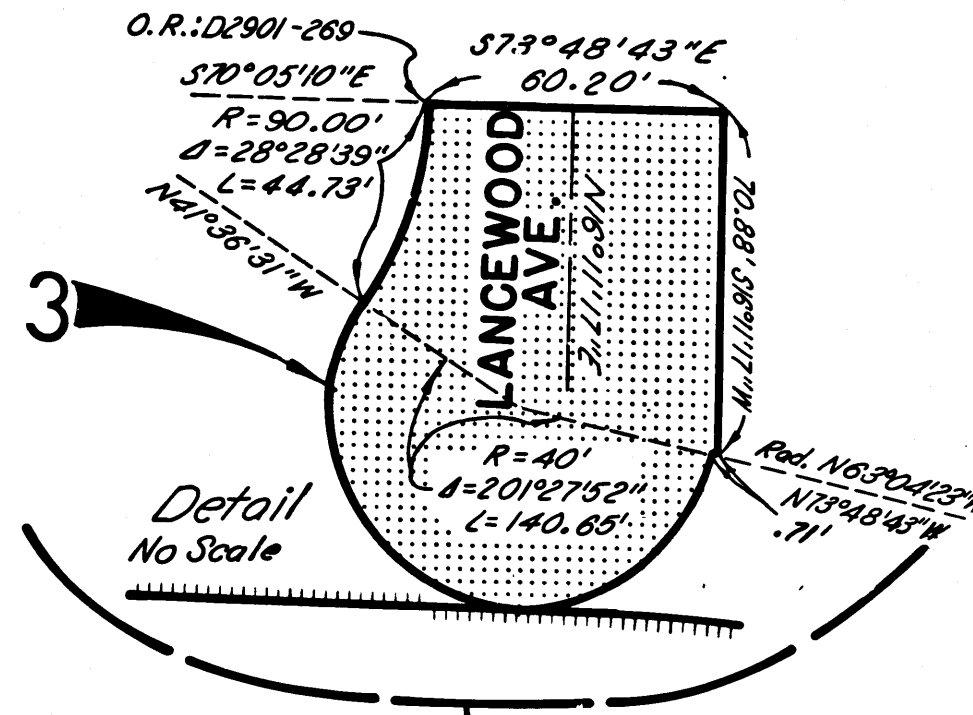 O.R.:D2901-269
S73°48'43"E
60.20'
S70°05'10"E
R=90.00'
Δ=28°28'39"
L=44.73'
N41°36'31"W
LANCEWOOD
AVE.
N16°11'17"E
70.88' S16°11'17"W
3
R=40'
Δ=201°27'52"
L=140.65'
Rad. N63°04'23"W
N73°48'43"W
.71'
Detail
No Scale